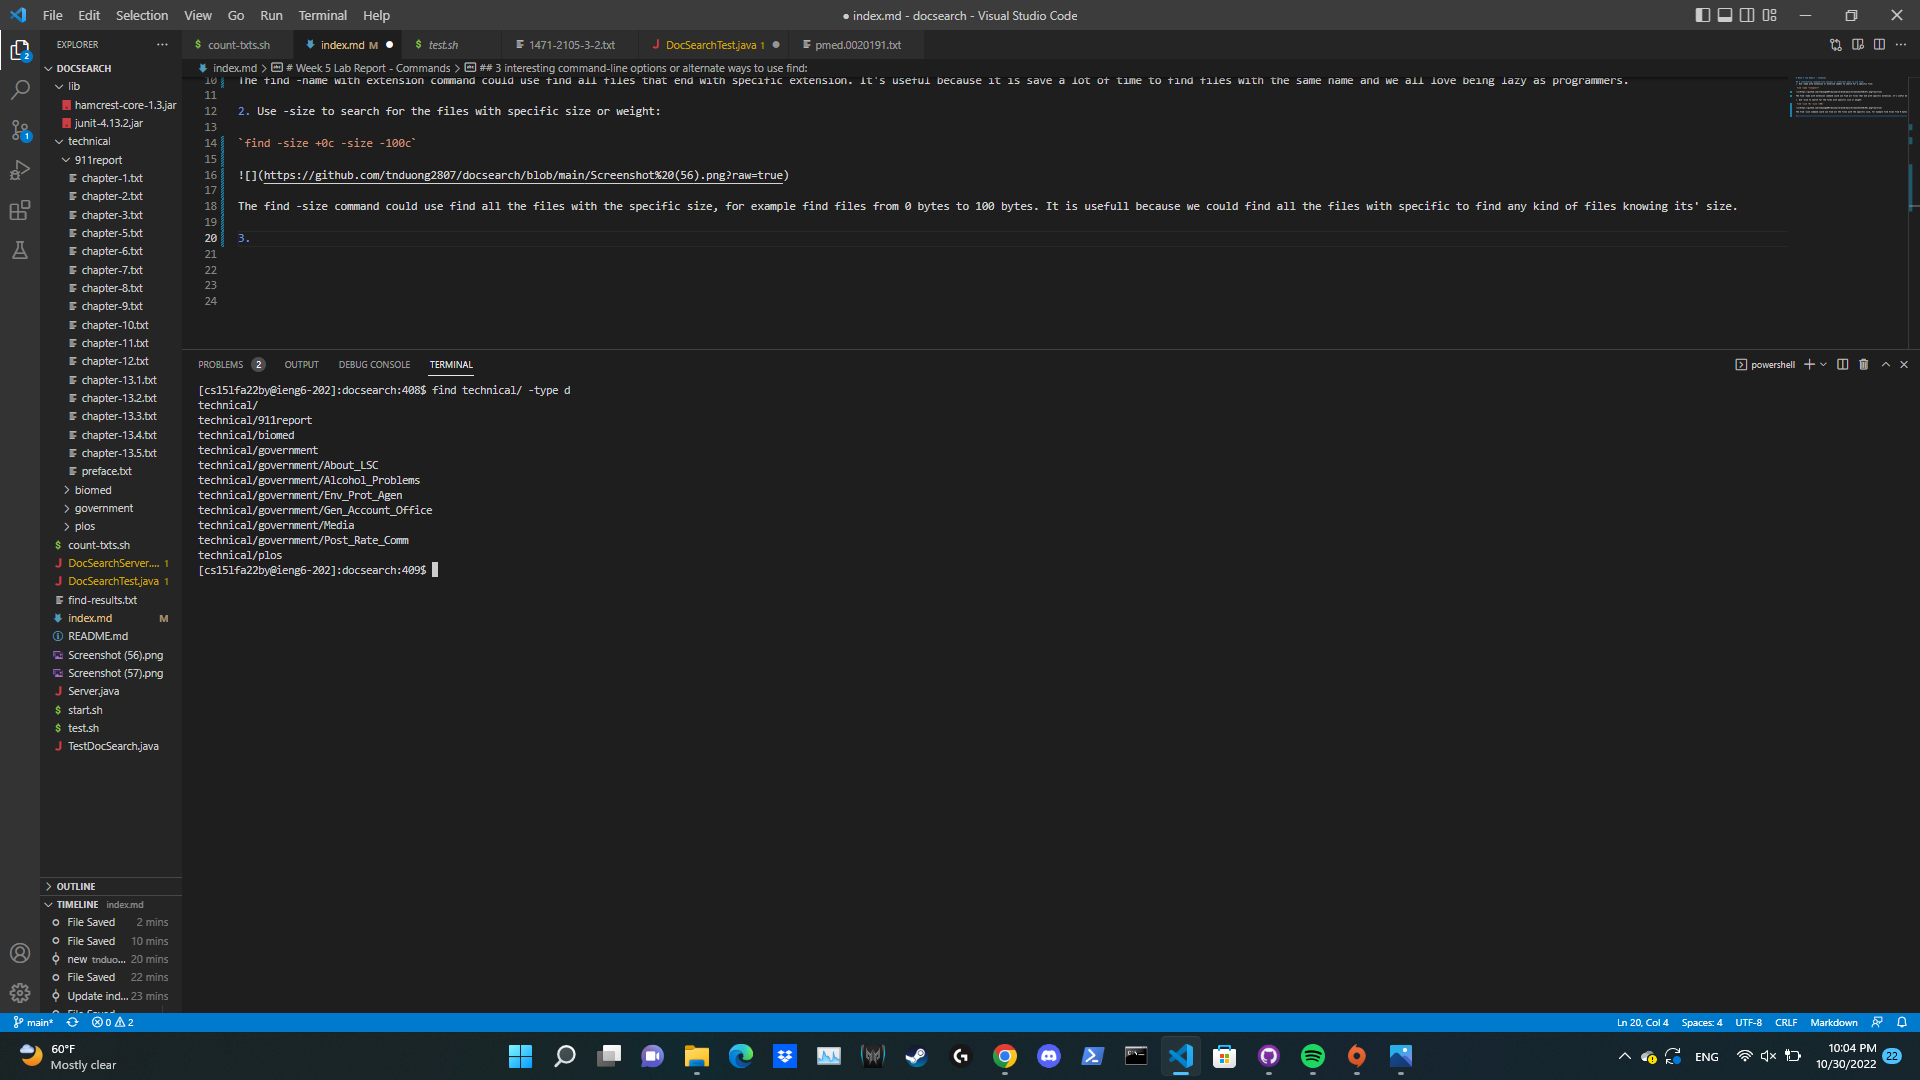 File Edit Selection View Go Run Terminal Help
● index.md - docsearch - Visual Studio Code
EXPLORER
count-txts.sh
index.md M
test.sh
1471-2105-3-2.txt
DocSearchTest.java 1
pmed.0020191.txt
index.md > # Week 5 Lab Report - Commands > ## 3 interesting command-line options or alternate ways to use find:
DOCSEARCH
lib
hamcrest-core-1.3.jar
junit-4.13.2.jar
technical
911report
chapter-1.txt
chapter-2.txt
chapter-3.txt
chapter-5.txt
chapter-6.txt
chapter-7.txt
chapter-8.txt
chapter-9.txt
chapter-10.txt
chapter-11.txt
chapter-12.txt
chapter-13.1.txt
chapter-13.2.txt
chapter-13.3.txt
chapter-13.4.txt
chapter-13.5.txt
preface.txt
biomed
government
plos
count-txts.sh
DocSearchServer.... 1
DocSearchTest.java 1
find-results.txt
index.md M
README.md
Screenshot (56).png
Screenshot (57).png
Server.java
start.sh
test.sh
TestDocSearch.java
OUTLINE
TIMELINE index.md
File Saved 2 mins
File Saved 10 mins
new tnduo... 20 mins
File Saved 22 mins
Update ind... 23 mins
File Saved
10 The find -name with extension command could use find all files that end with specific extension. It's useful because it is save a lot of time to find files with the same name and we all love being lazy as programmers.
11
12 2. Use -size to search for the files with specific size or weight:
13
14 `find -size +0c -size -100c`
15
16 ![](https://github.com/tnduong2807/docsearch/blob/main/Screenshot%20(56).png?raw=true)
17
18 The find -size command could use find all the files with the specific size, for example find files from 0 bytes to 100 bytes. It is usefull because we could find all the files with specific to find any kind of files knowing its' size.
19
20 3.
21
22
23
24
PROBLEMS 2 OUTPUT DEBUG CONSOLE TERMINAL
powershell
[cs15lfa22by@ieng6-202]:docsearch:408$ find technical/ -type d
technical/
technical/911report
technical/biomed
technical/government
technical/government/About_LSC
technical/government/Alcohol_Problems
technical/government/Env_Prot_Agen
technical/government/Gen_Account_Office
technical/government/Media
technical/government/Post_Rate_Comm
technical/plos
[cs15lfa22by@ieng6-202]:docsearch:409$
main* 0 2
Ln 20, Col 4 Spaces: 4 UTF-8 CRLF Markdown
60°F
Mostly clear
ENG
10:04 PM
10/30/2022
22